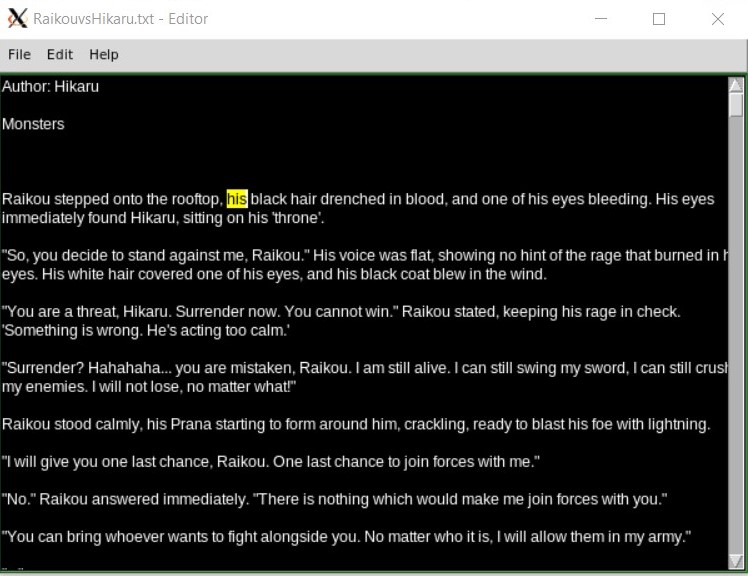 RaikouvsHikaru.txt - Editor
File Edit Help
Author: Hikaru
Monsters
Raikou stepped onto the rooftop, his black hair drenched in blood, and one of his eyes bleeding. His eyes
immediately found Hikaru, sitting on his 'throne'.
"So, you decide to stand against me, Raikou." His voice was flat, showing no hint of the rage that burned in
eyes. His white hair covered one of his eyes, and his black coat blew in the wind.
"You are a threat, Hikaru. Surrender now. You cannot win." Raikou stated, keeping his rage in check.
'Something is wrong. He's acting too calm.'
"Surrender? Hahahaha... you are mistaken, Raikou. I am still alive. I can still swing my sword, I can still crush
my enemies. I will not lose, no matter what!"
Raikou stood calmly, his Prana starting to form around him, crackling, ready to blast his foe with lightning.
"I will give you one last chance, Raikou. One last chance to join forces with me."
"No." Raikou answered immediately. "There is nothing which would make me join forces with you."
"You can bring whoever wants to fight alongside you. No matter who it is, I will allow them in my army."